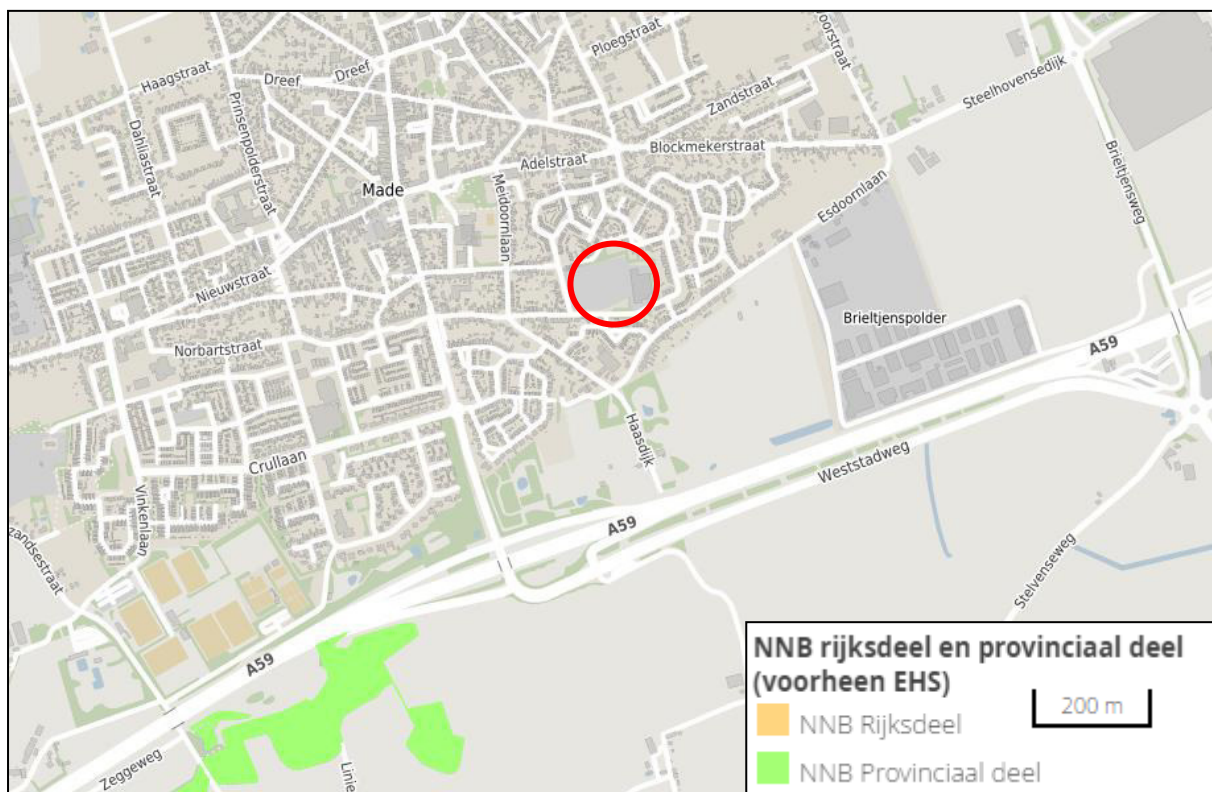 Ploegstraat
oorstraat
Haagstraat
Dreef
Dreef
Zandstraat
Steelhovensedijk
Dahliastraat
Prinsenpolderstraat
Adelstraat
Blockmekerstraat
Brieltjensweg
Made
Meidoornlaan
Esdoornlaan
Nieuwstraat
Brieltjenspolder
A59
Norbartstraat
Haasdijk
Weststadweg
Crullaan
Vinkenlaan
A59
zandsestraat
Stelvenseweg
A59
Zeggeweg
Linie
NNB rijksdeel en provinciaal deel
(voorheen EHS)
200 m
NNB Rijksdeel
NNB Provinciaal deel